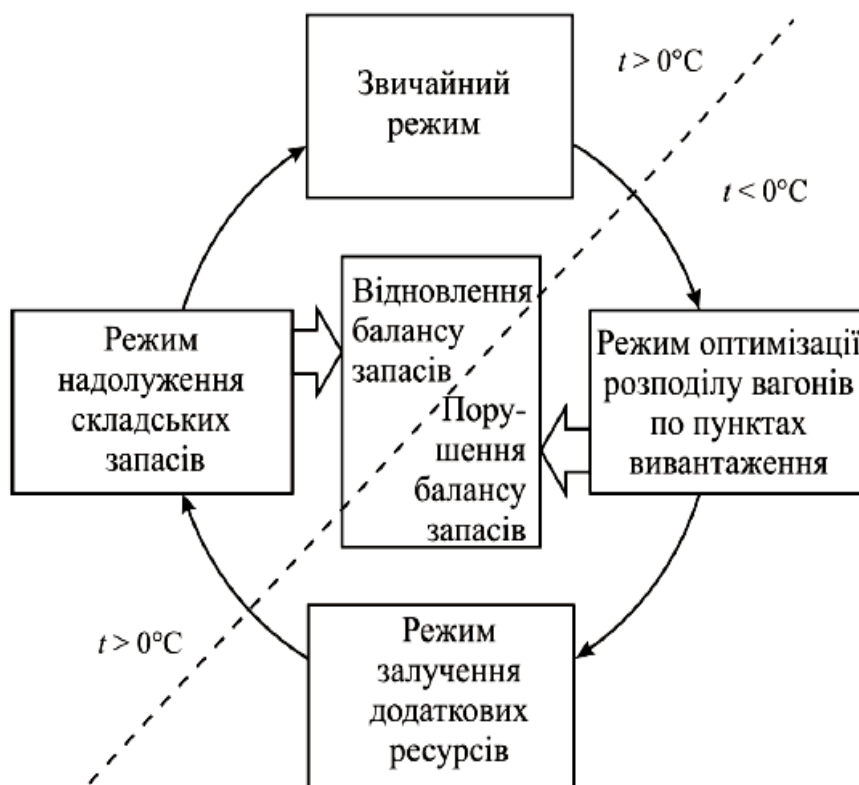 Звичайний
режим
t > 0°C
t < 0°C
Відновлення
балансу
запасів
Пору-
шення
балансу
запасів
Режим
надолуження
складських
запасів
Режим оптимізації
розподілу вагонів
по пунктах
вивантаження
t > 0°C
Режим
залучення
додаткових
ресурсів